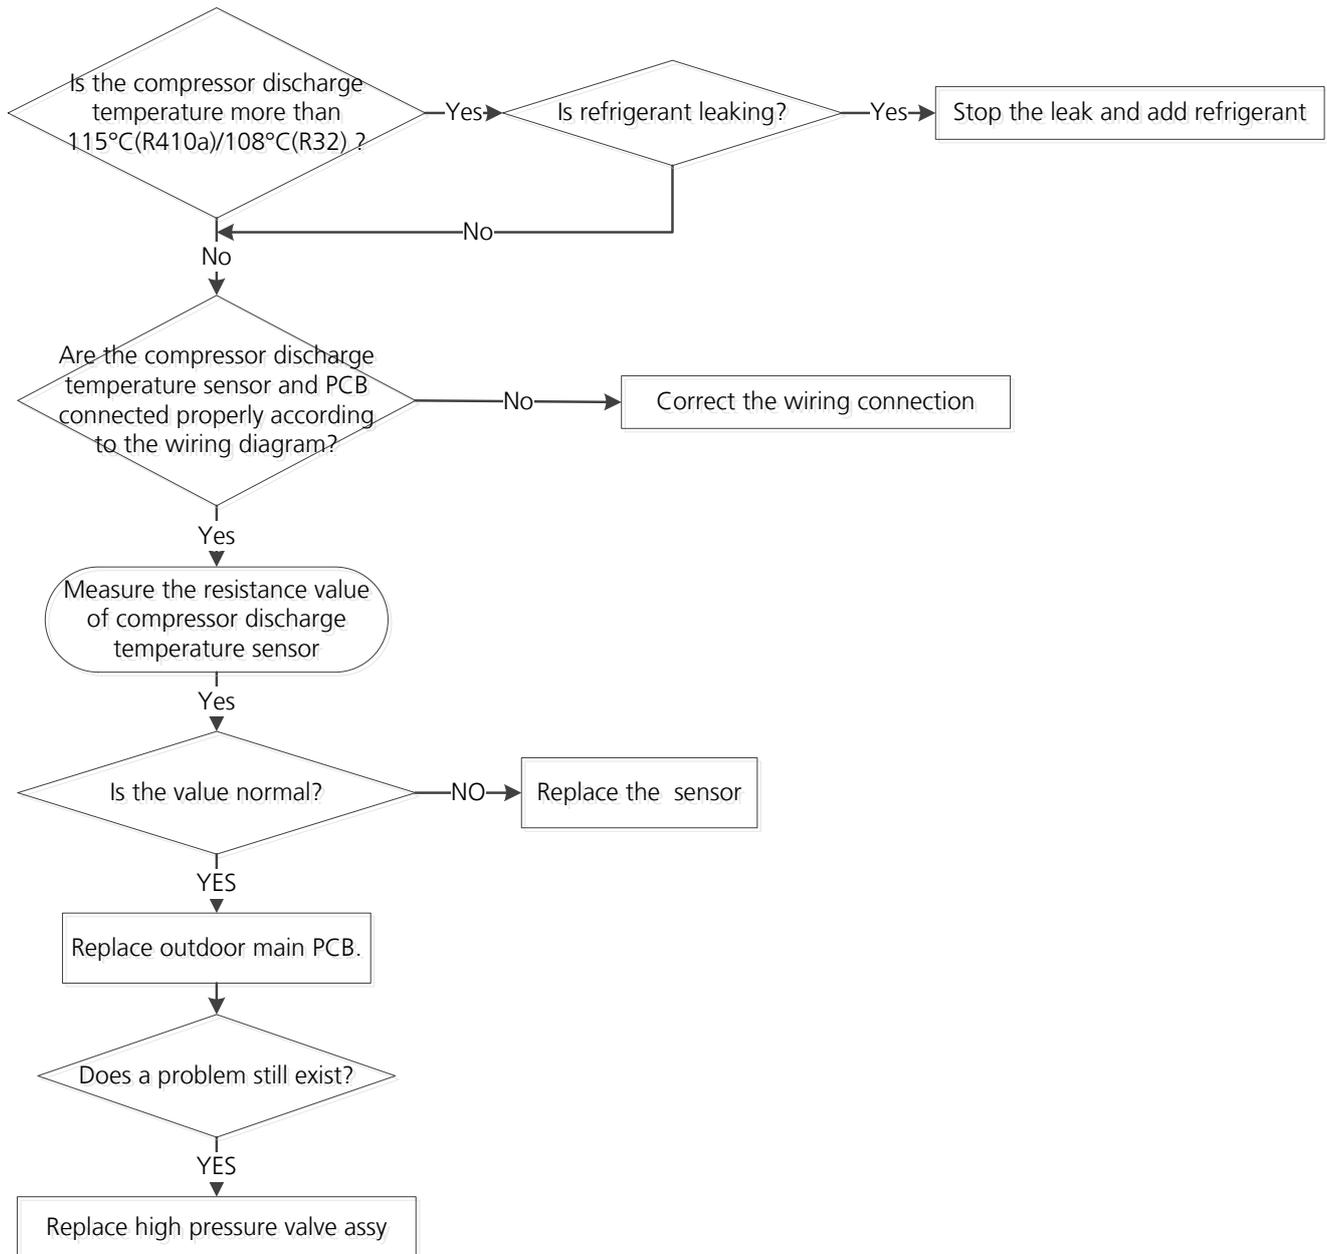 Is the compressor discharge
temperature more than
115°C(R410a)/108°C(R32) ?
Yes
Is refrigerant leaking?
Yes
Stop the leak and add refrigerant
No
No
Are the compressor discharge
temperature sensor and PCB
connected properly according
to the wiring diagram?
No
Correct the wiring connection
Yes
Measure the resistance value
of compressor discharge
temperature sensor
Yes
Is the value normal?
NO
Replace the  sensor
YES
Replace outdoor main PCB.
Does a problem still exist?
YES
Replace high pressure valve assy